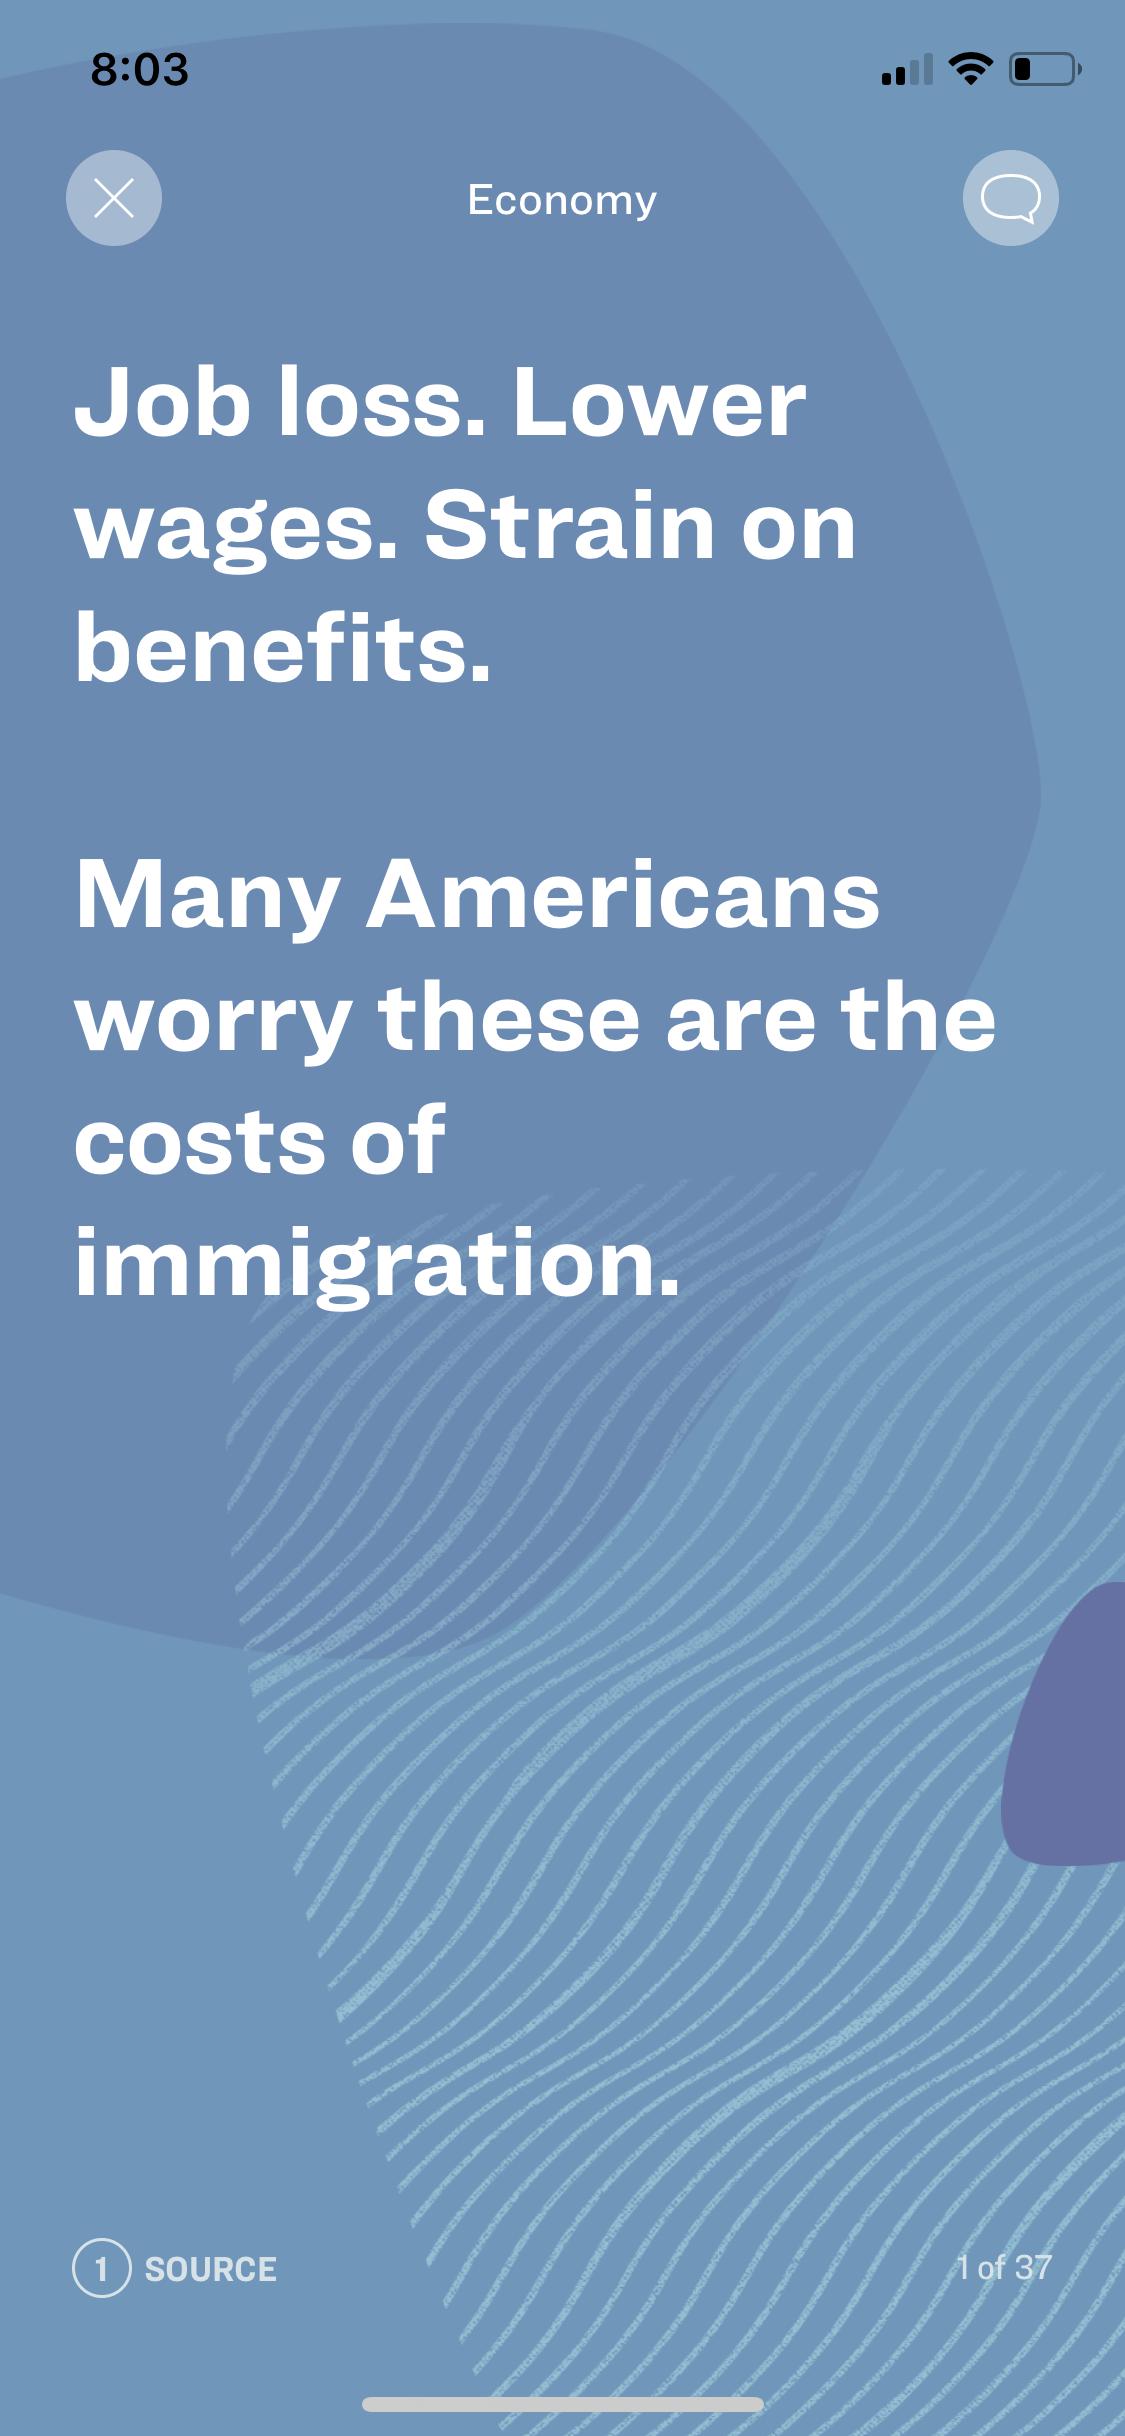 8:03
Economy
Job loss. Lower
wages. Strain on
benefits.
Many Americans
worry these are the
costs of
immigration.
1 SOURCE
1 of 37